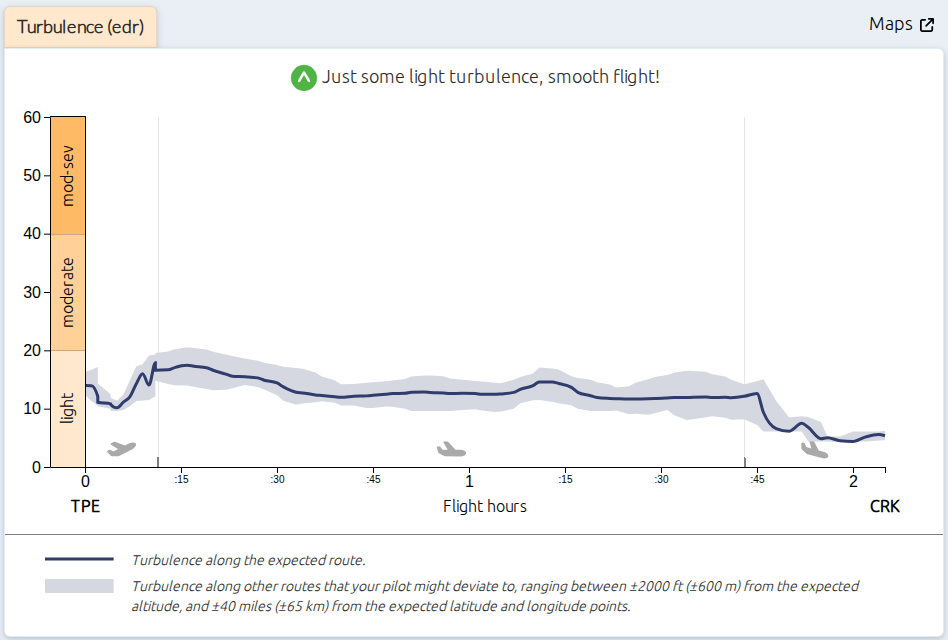 Turbulence (edr)
Maps
Just some light turbulence, smooth flight!
60
50
40
30
20
10
0
mod-sev
moderate
light
0 :15 :30 :45 1 :15 :30 :45 2
TPE Flight hours CRK
Turbulence along the expected route.
Turbulence along other routes that your pilot might deviate to, ranging between ±2000 ft (±600 m) from the expected
altitude, and ±40 miles (±65 km) from the expected latitude and longitude points.